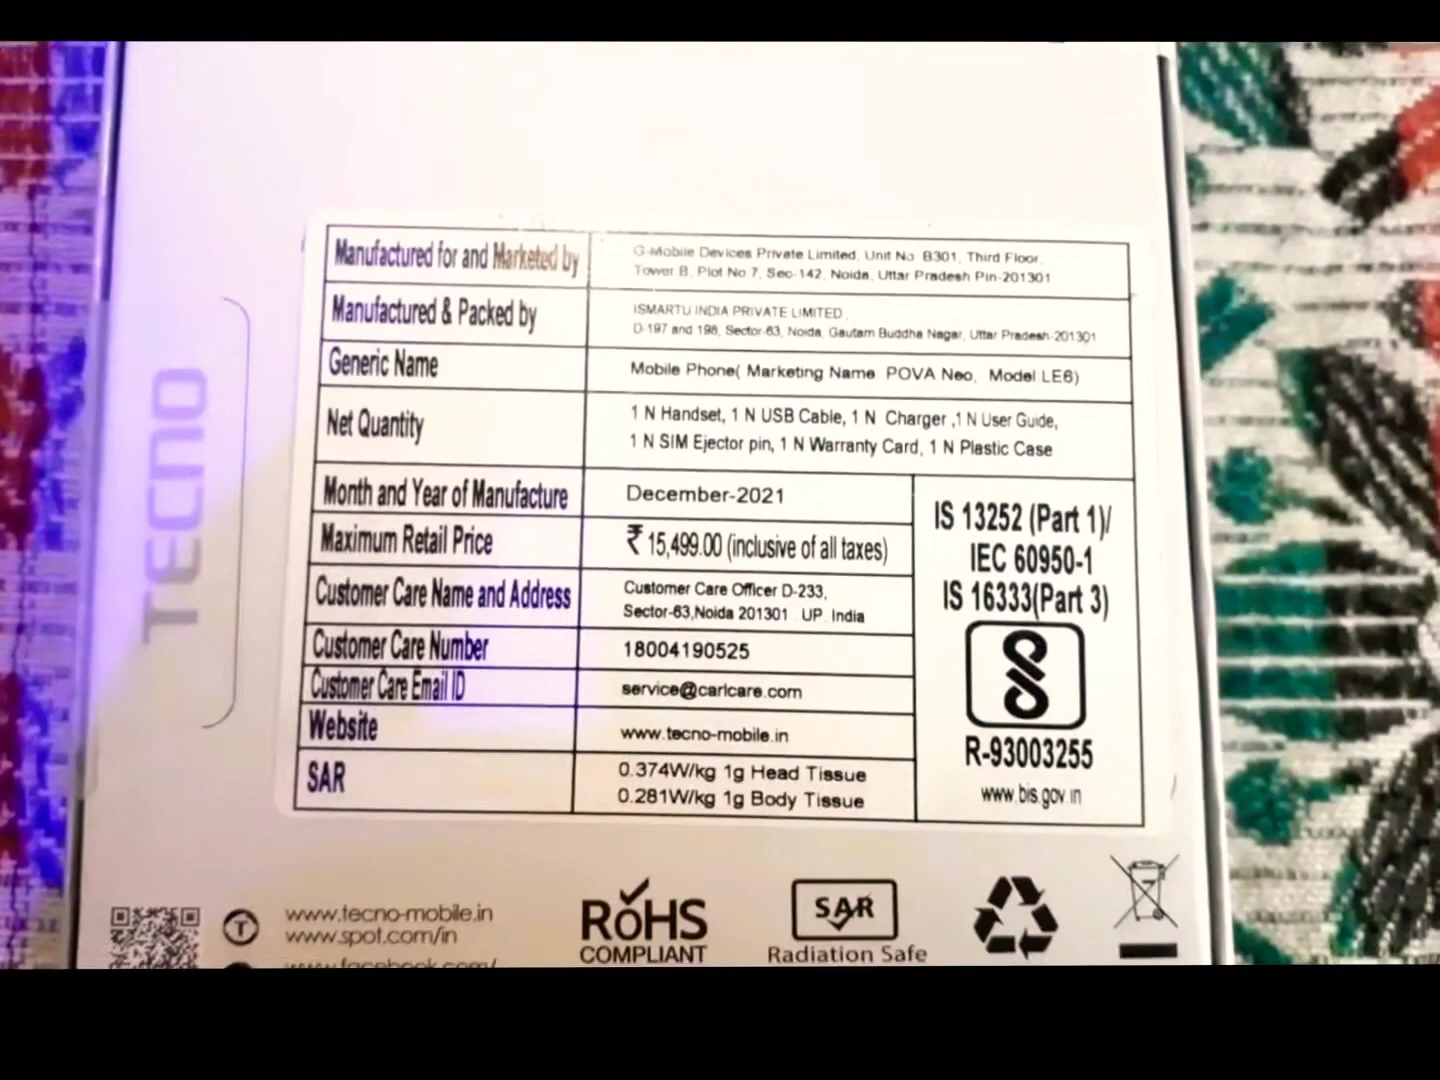 TECNO
Manufactured for and Marketed by
G-Mobile Devices Private Limited, Unit No B301, Third Floor
Tower B, Plot No 7, Sec-142, Noida, Uttar Pradesh Pin-201301
Manufactured & Packed by
ISMARTU INDIA PRIVATE LIMITED,
D-197 and 198, Sector-63, Noida, Gautam Buddha Nagar, Uttar Pradesh-201301
Generic Name
Mobile Phone( Marketing Name POVA Neo, Model LE6)
Net Quantity
1 N Handset, 1 N USB Cable, 1 N Charger ,1 N User Guide,
1 N SIM Ejector pin, 1 N Warranty Card, 1 N Plastic Case
Month and Year of Manufacture
December-2021
Maximum Retail Price
₹ 15,499.00 (inclusive of all taxes)
Customer Care Name and Address
Customer Care Officer D-233,
Sector-63,Noida 201301 UP India
Customer Care Number
18004190525
Customer Care Email ID
service@carlcare.com
Website
www.tecno-mobile.in
SAR
0.374W/kg 1g Head Tissue
0.281W/kg 1g Body Tissue
IS 13252 (Part 1)/
IEC 60950-1
IS 16333(Part 3)
R-93003255
www.bis.gov.in
www.tecno-mobile.in
www.spot.com/in
www.facebook.com/
RoHS
COMPLIANT
SAR
Radiation Safe